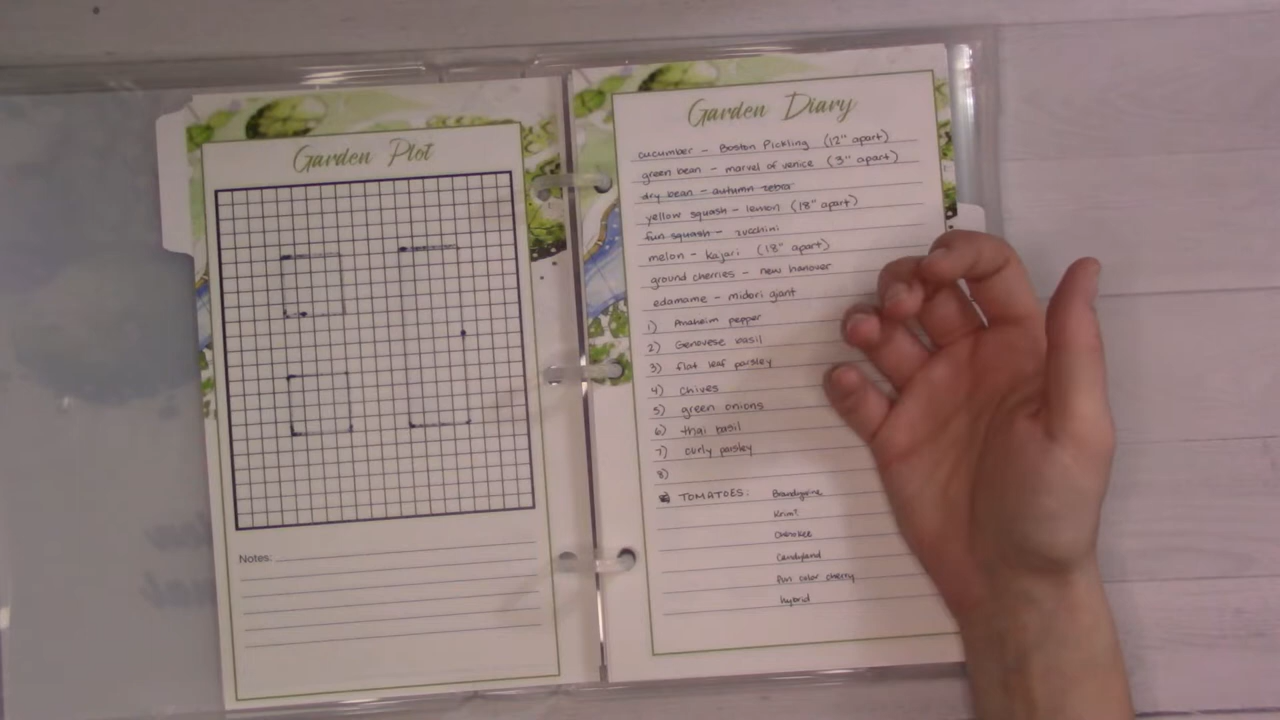 Garden Plot
Notes:
Garden Diary
cucumber - Boston Pickling (12" apart)
green bean - marvel of venice (3" apart)
dry bean - autumn zebra
yellow squash - lemon (18" apart)
fun squash - zucchini
melon - Kajari (18" apart)
ground cherries - new hanover
edamame - midori giant
1) Anaheim pepper
2) Genovese basil
3) flat leaf parsley
4) chives
5) green onions
6) thai basil
7) curly parsley
8)
TOMATOES: Brandywine
Krim?
Cherokee
Candyland
fun color cherry
hybrid